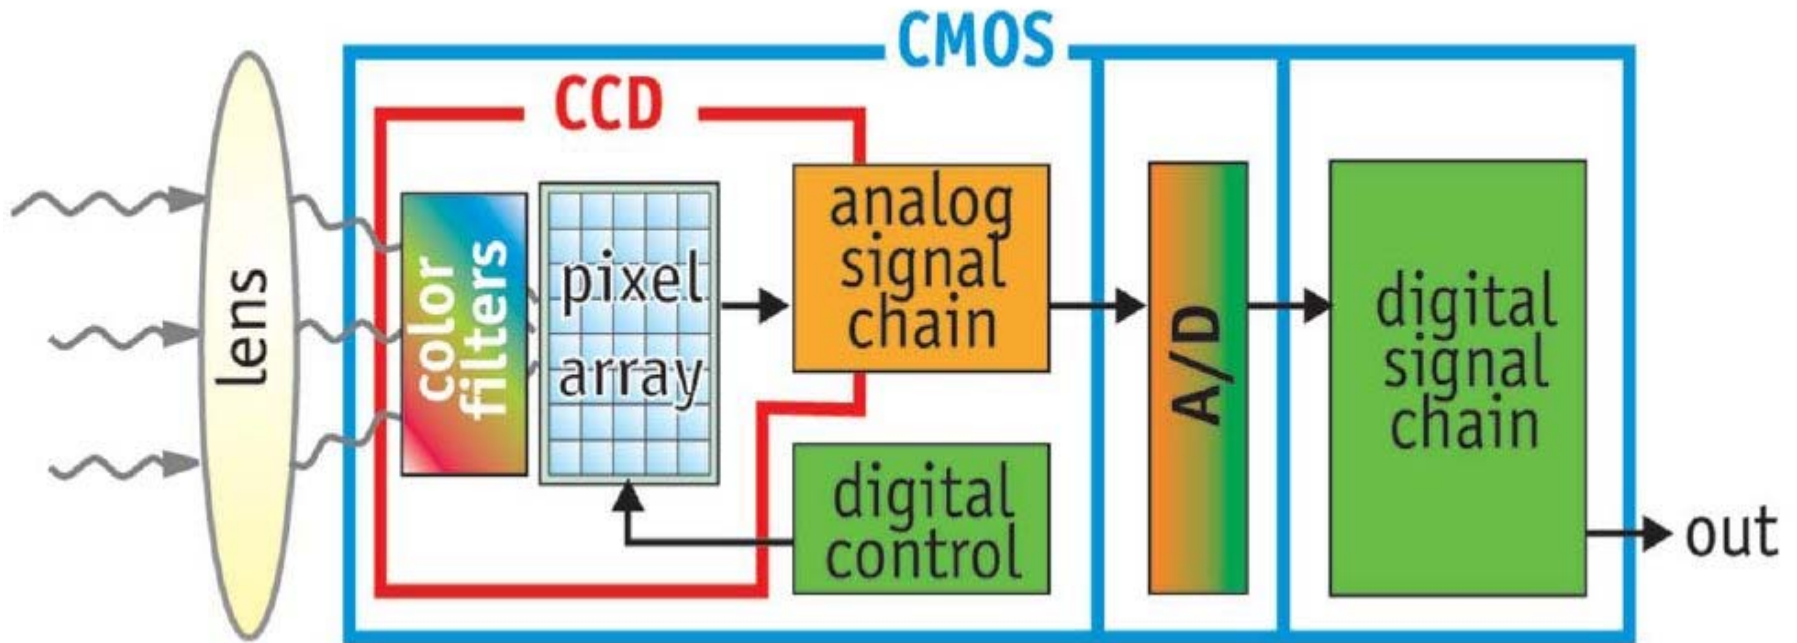 CMOS
CCD
lens
color
filters
pixel
array
analog
signal
chain
digital
control
A/D
digital
signal
chain
out